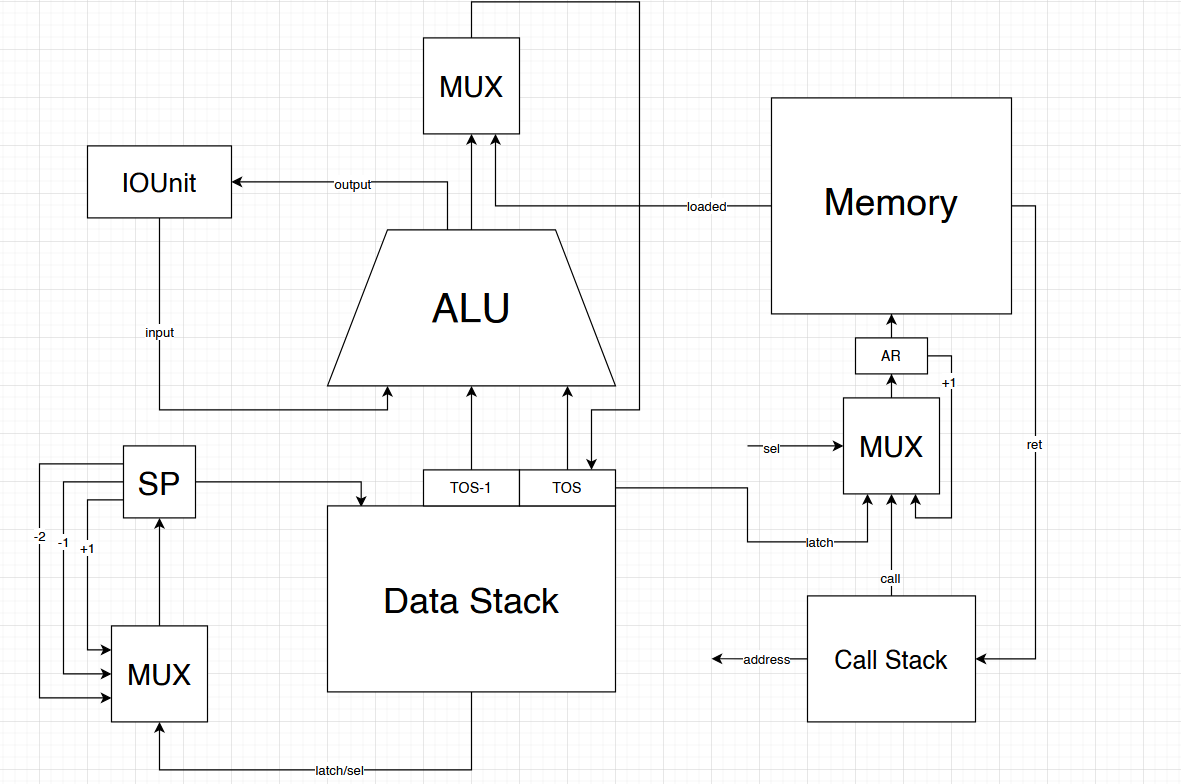 MUX
IOUnit
output
Memory
loaded
ALU
input
AR
+1
MUX
sel
ret
SP
TOS-1
TOS
-2
-1
+1
latch
call
Data Stack
MUX
address
Call Stack
latch/sel